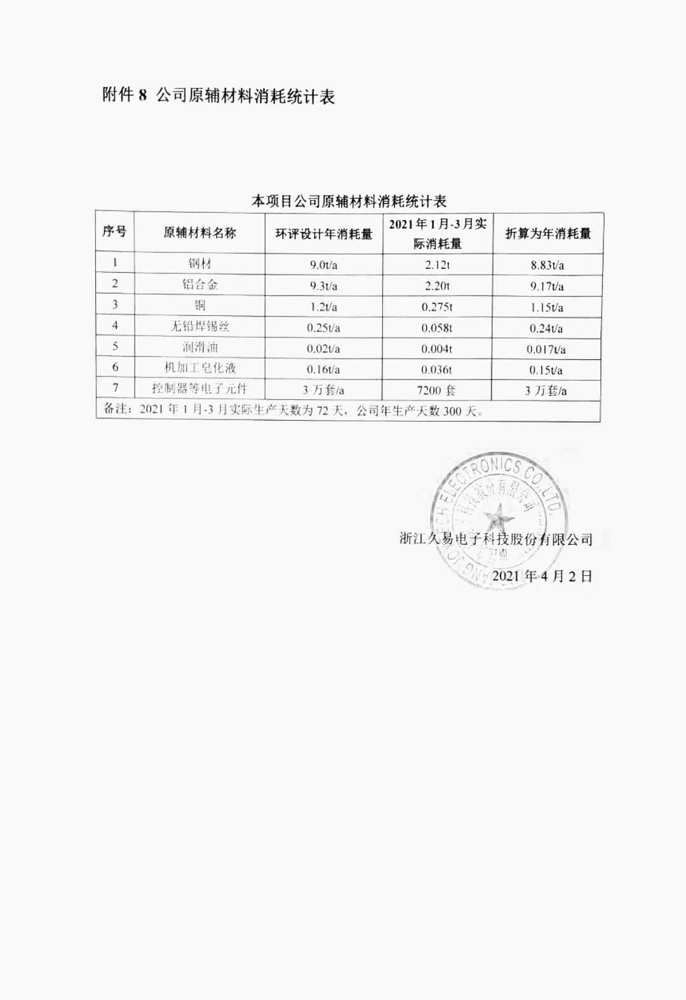 附件 8 公司原辅材料消耗统计表
本项目公司原辅材料消耗统计表
序号 原辅材料名称 环评设计年消耗量 2021 年 1 月-3 月实际消耗量 折算为年消耗量
1 钢材 9.0t/a 2.12t 8.83t/a
2 铝合金 9.3t/a 2.20t 9.17t/a
3 铜 1.2t/a 0.275t 1.15t/a
4 无铅焊锡丝 0.25t/a 0.058t 0.24t/a
5 润滑油 0.02t/a 0.004t 0.017t/a
6 机加工皂化液 0.16t/a 0.036t 0.15t/a
7 控制器等电子元件 3 万套/a 7200 套 3 万套/a
备注：2021 年 1 月-3 月实际生产天数为 72 天，公司年生产天数 300 天。
ELECTRONICS CO.,LTD.
股份有限公司
浙江久易电子科技股份有限公司
2021 年 4 月 2 日